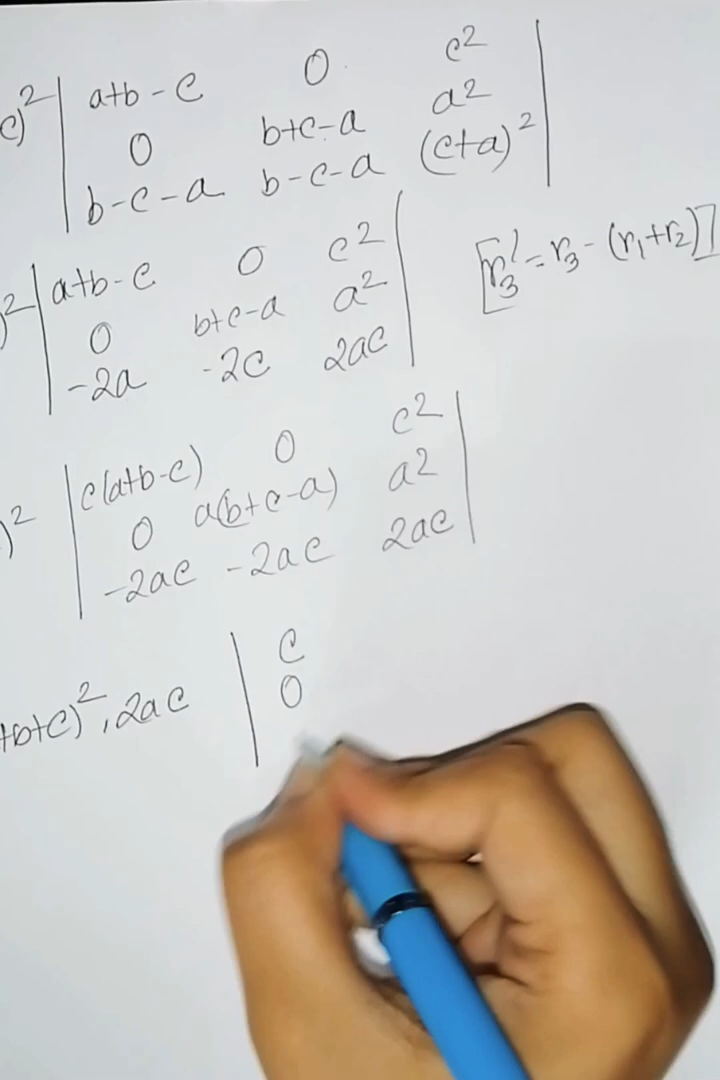 c)² | a+b-c 0 c² |
0 b+c-a a²
b-c-a b-c-a (c+a)²
)² | a+b-c 0 c² | [r₃' = r₃ - (r₁+r₂)]
0 b+c-a a²
-2a -2c 2ac
)² | c(a+b-c) 0 c² |
0 a(b+c-a) a²
-2ac -2ac 2ac
+b+c)², 2ac | c
0